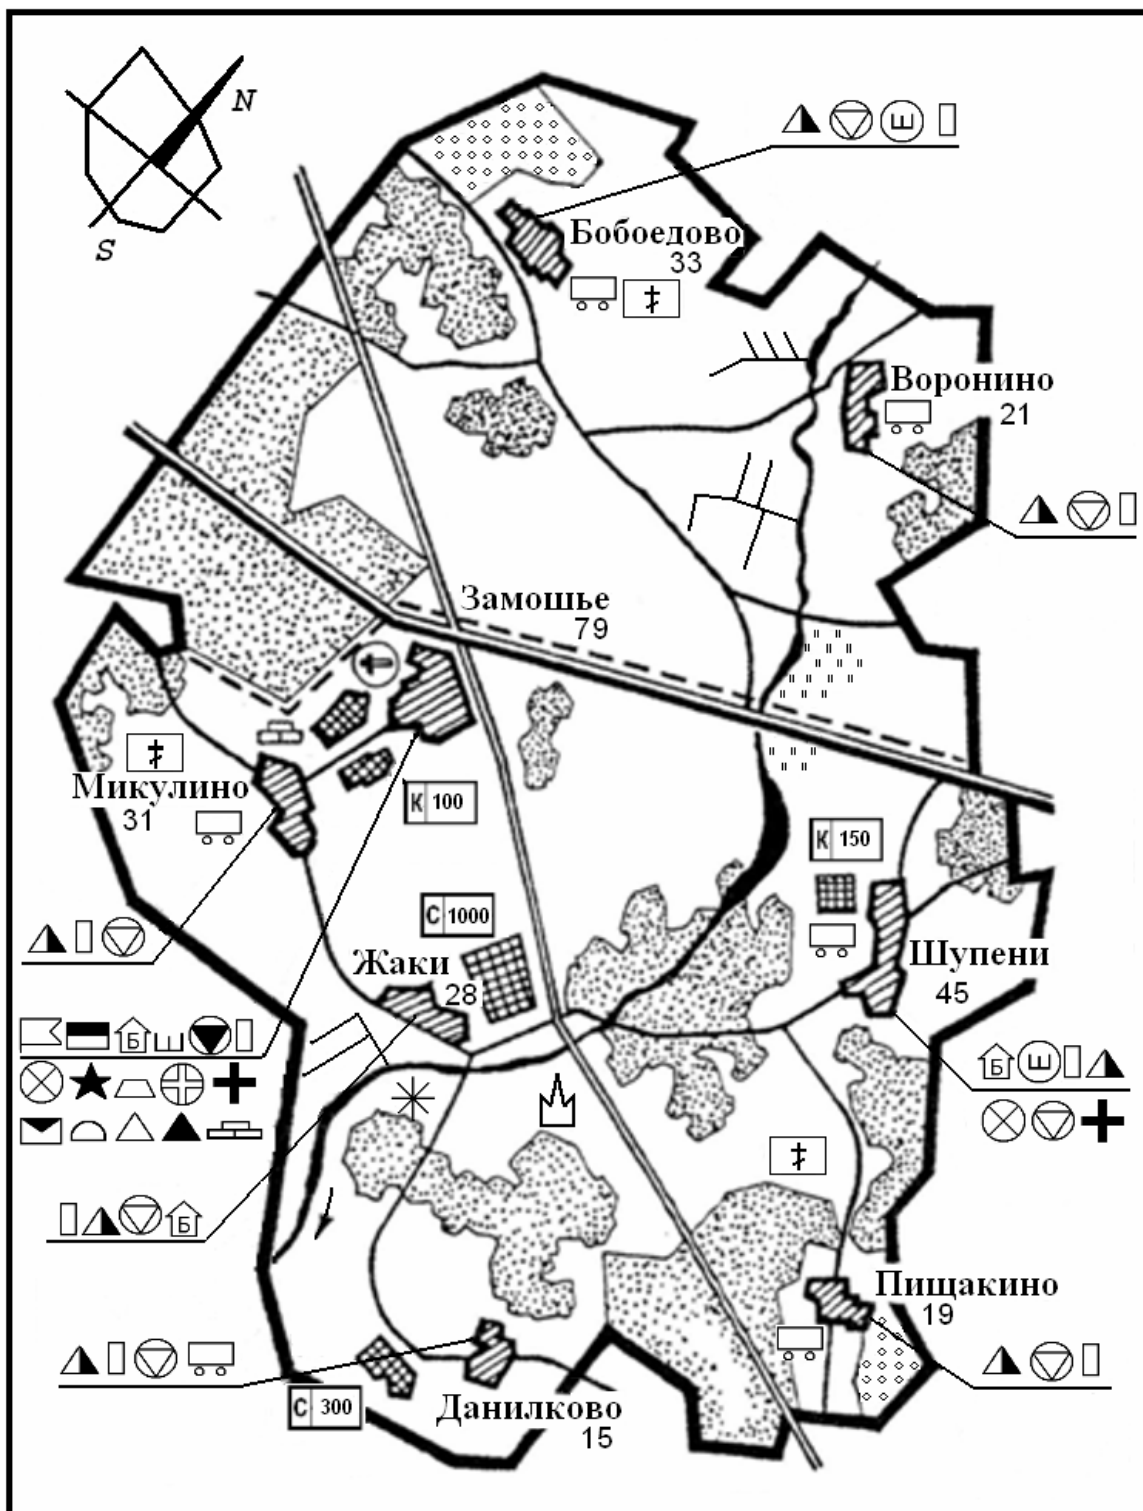 N
S
Бобоедово
33
Воронино
21
Замошье
79
Микулино
31
К 100
К 150
С 1000
Жаки
28
Шупени
45
Б
Б
Б
Пищакино
19
С 300
Данилково
15